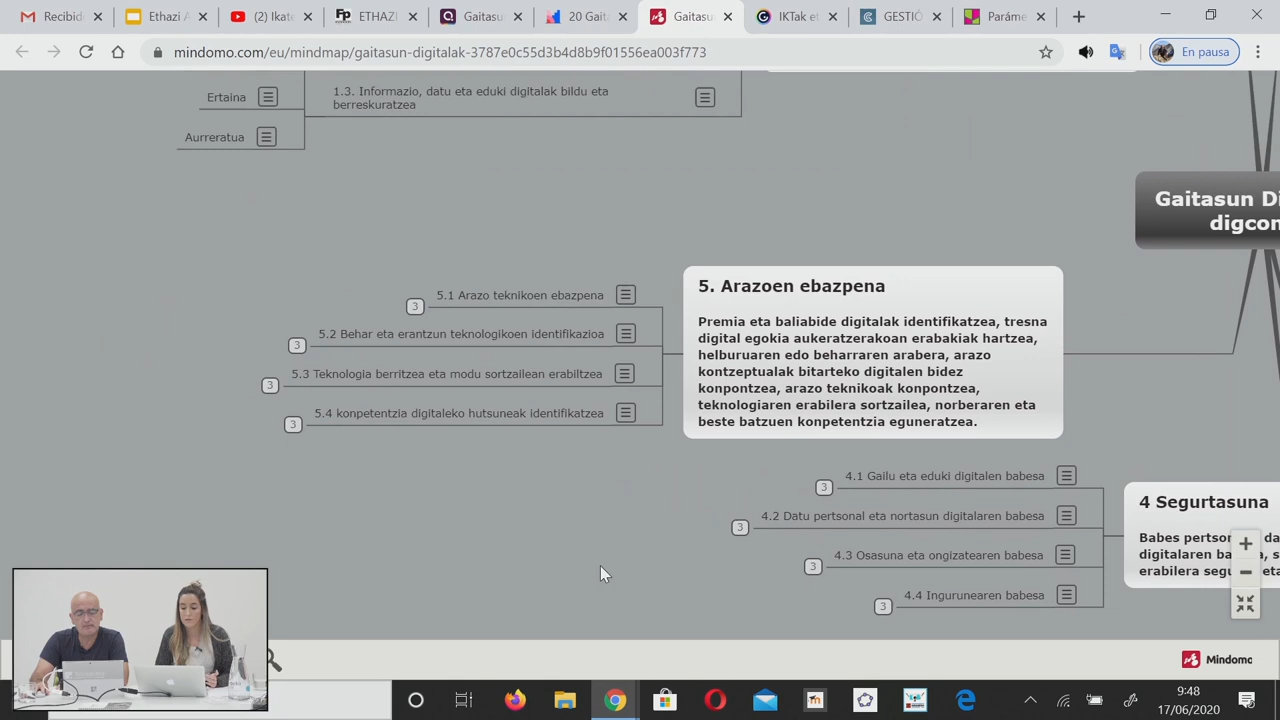 Recibid
Ethazi A
(2)
ETHAZI
Gaitasu
20 Gait
Gaitasu
IKTak et
GESTIÓ
Paráme
mindomo.com/eu/mindmap/gaitasun-digitalak-3787e0c55d3b4d8b9f01556ea003f773
En pausa
Ertaina
1.3. Informazio, datu eta eduki digitalak bildu eta
berreskuratzea
Aurreratua
Gaitasun Di
digcom
5. Arazoen ebazpena
Premia eta baliabide digitalak identifikatzea, tresna
digital egokia aukeratzerakoan erabakiak hartzea,
helburuaren edo beharraren arabera, arazo
kontzeptualak bitarteko digitalen bidez
konpontzea, arazo teknikoak konpontzea,
teknologiaren erabilera sortzailea, norberaren eta
beste batzuen konpetentzia eguneratzea.
5.1 Arazo teknikoen ebazpena
3
5.2 Behar eta erantzun teknologikoen identifikazioa
3
5.3 Teknologia berritzea eta modu sortzailean erabiltzea
3
5.4 konpetentzia digitaleko hutsuneak identifikatzea
3
4 Segurtasuna
Babes pertson
digitalaren ba
erabilera segu
4.1 Gailu eta eduki digitalen babesa
3
4.2 Datu pertsonal eta nortasun digitalaren babesa
3
4.3 Osasuna eta ongizatearen babesa
3
4.4 Ingurunearen babesa
3
Mindomo
9:48
17/06/2020